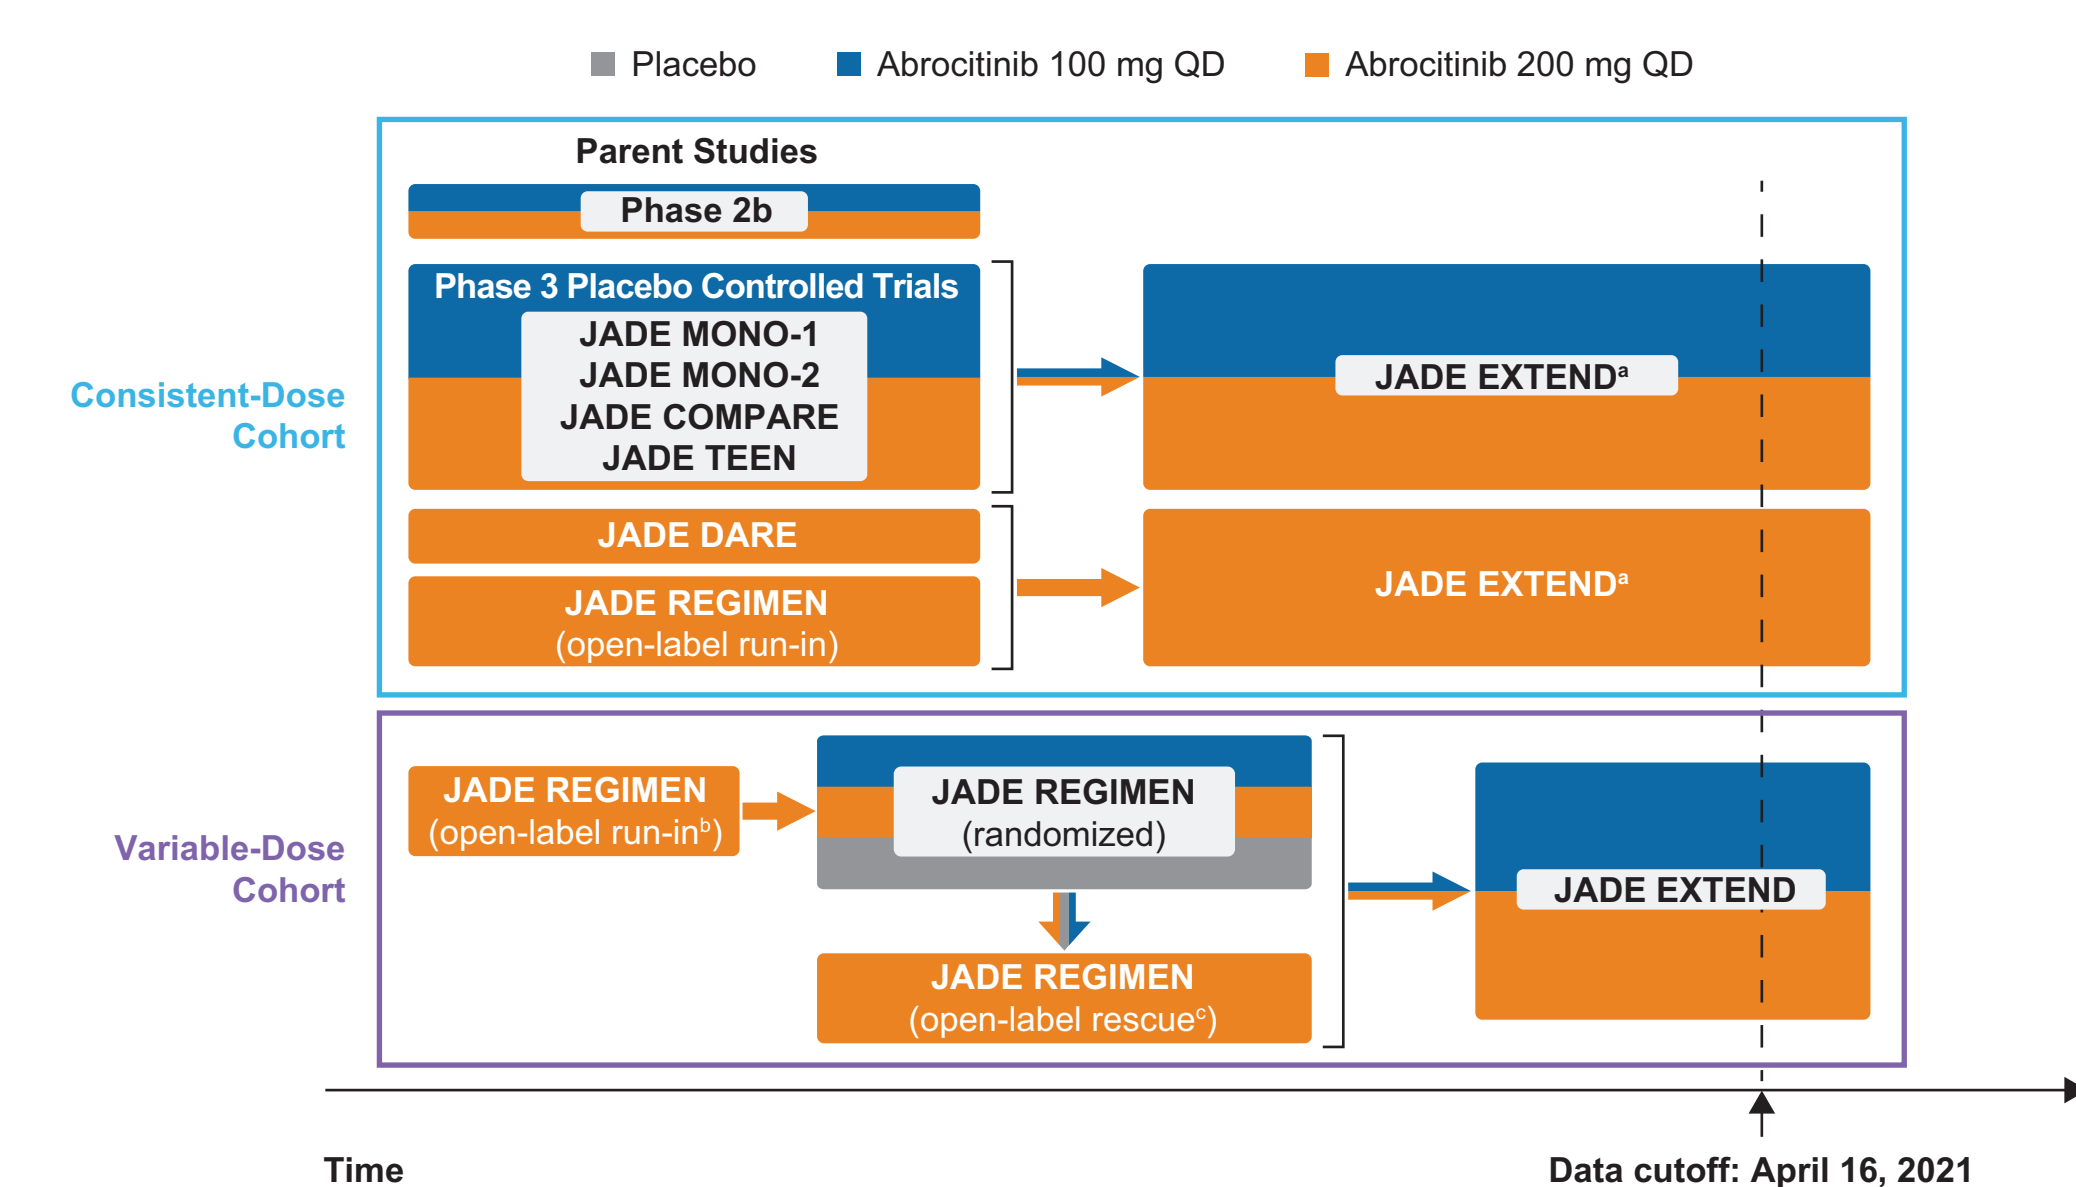 Placebo
Abrocitinib 100 mg QD
Abrocitinib 200 mg QD
Consistent-Dose
Cohort
Parent Studies
Phase 2b
Phase 3 Placebo Controlled Trials
JADE MONO-1
JADE MONO-2
JADE COMPARE
JADE TEEN
JADE EXTENDᵃ
JADE DARE
JADE REGIMEN
(open-label run-in)
JADE EXTENDᵃ
Variable-Dose
Cohort
JADE REGIMEN
(open-label run-inᵇ)
JADE REGIMEN
(randomized)
JADE REGIMEN
(open-label rescueᶜ)
JADE EXTEND
Time
Data cutoff: April 16, 2021